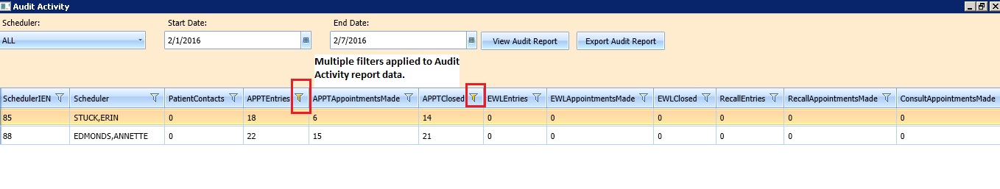 Audit Activity
Scheduler: Start Date: End Date:
ALL 2/1/2016 2/7/2016 View Audit Report Export Audit Report
Multiple filters applied to Audit
Activity report data.
SchedulerIEN Scheduler PatientContacts APPTEntries APPTAppointmentsMade APPTClosed EWLEntries EWLAppointmentsMade EWLClosed RecallEntries RecallAppointmentsMade ConsultAppointmentsMade
85 STUCK,ERIN 0 18 6 14 0 0 0 0 0 0
88 EDMONDS,ANNETTE 0 22 15 21 0 0 0 0 0 0